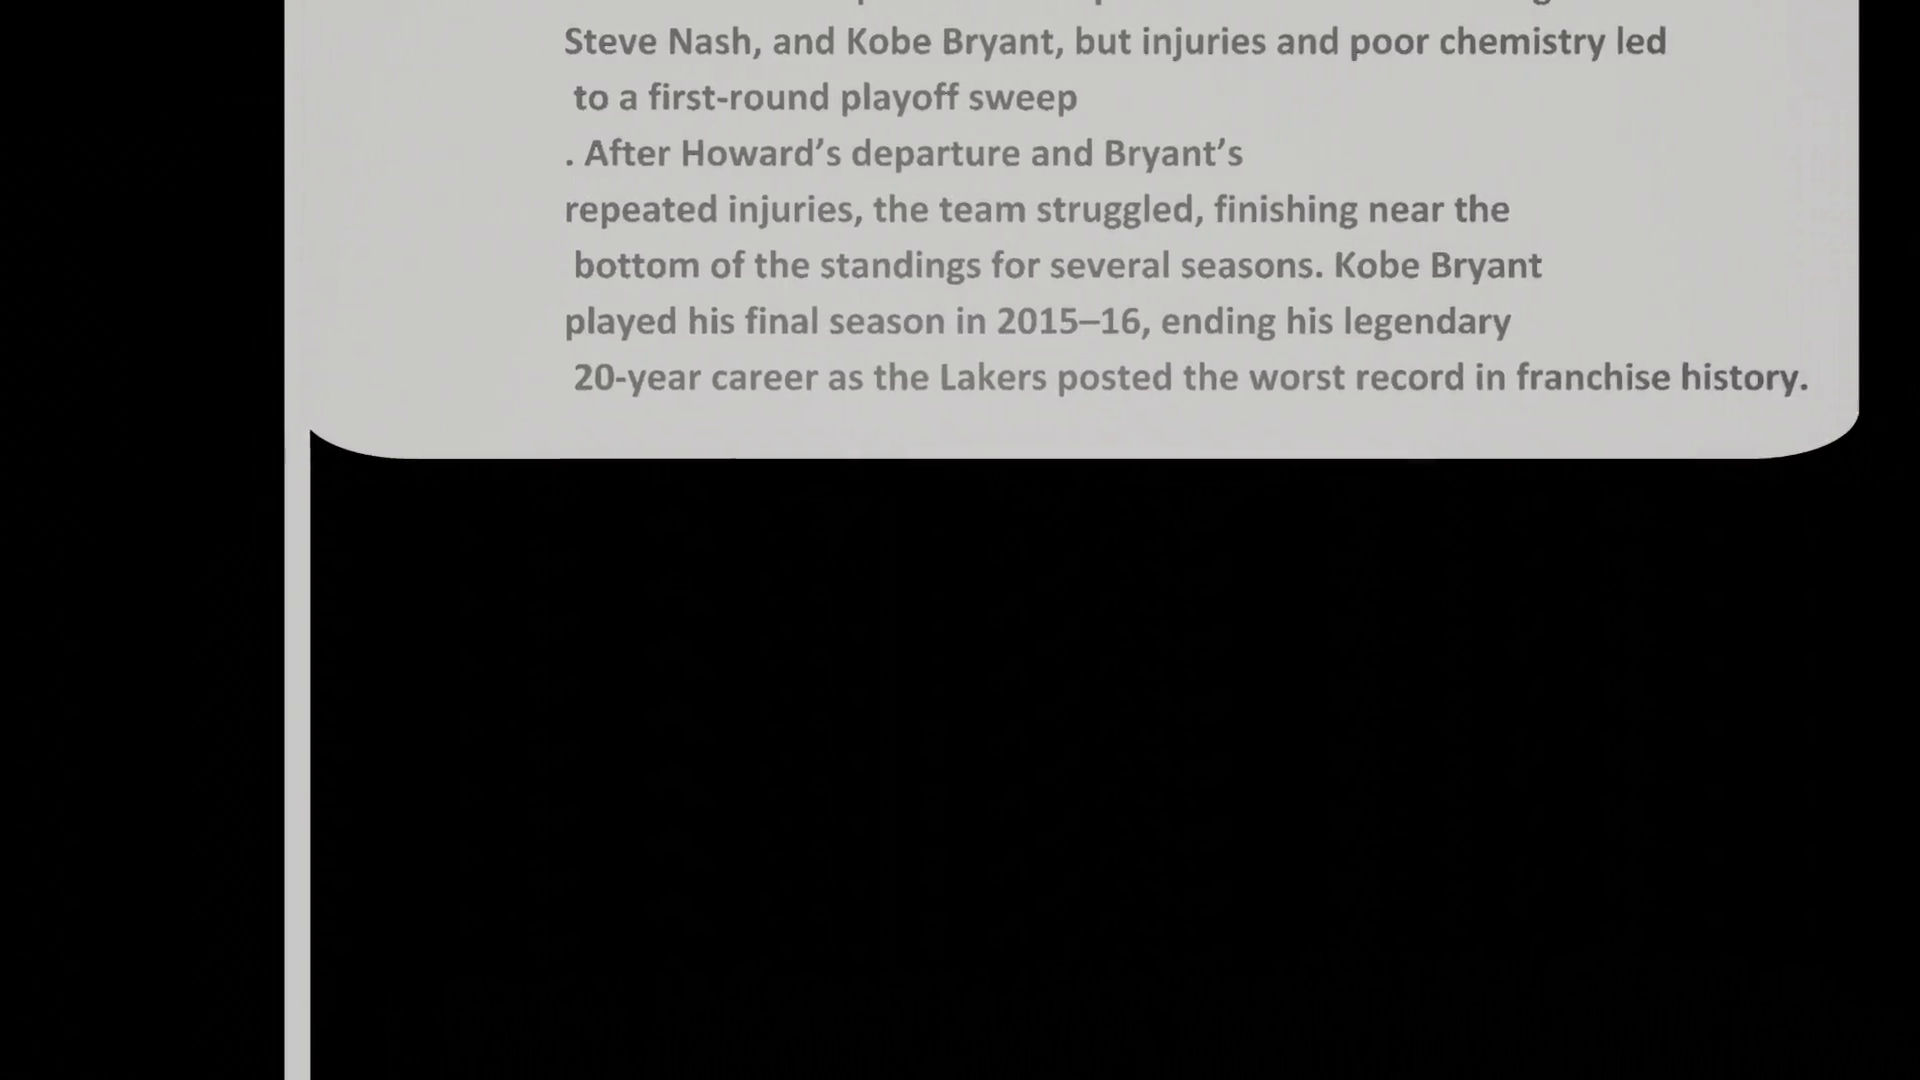 Steve Nash, and Kobe Bryant, but injuries and poor chemistry led
to a first-round playoff sweep
. After Howard’s departure and Bryant’s
repeated injuries, the team struggled, finishing near the
bottom of the standings for several seasons. Kobe Bryant
played his final season in 2015–16, ending his legendary
20-year career as the Lakers posted the worst record in franchise history.